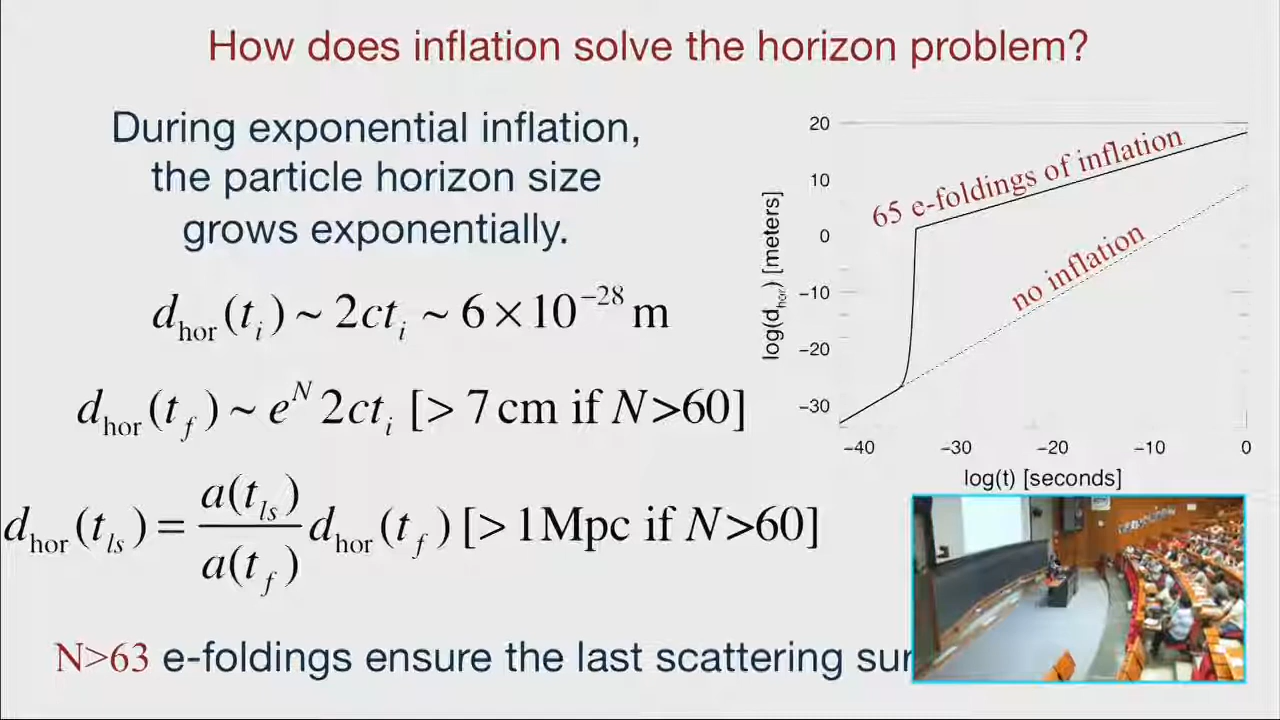 How does inflation solve the horizon problem?
During exponential inflation,
the particle horizon size
grows exponentially.
d_hor(t_i) ~ 2ct_i ~ 6×10^−28 m
d_hor(t_f) ~ e^N 2ct_i [> 7 cm if N>60]
d_hor(t_ls) = a(t_ls)/a(t_f) d_hor(t_f) [> 1Mpc if N>60]
N>63 e-foldings ensure the last scattering sur
20
10
0
−10
−20
−30
log(d_hor) [meters]
65 e-foldings of inflation
no inflation
−40 −30 −20 −10 0
log(t) [seconds]